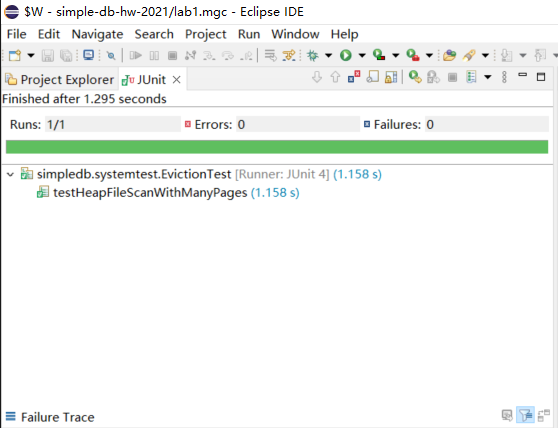 $W - simple-db-hw-2021/lab1.mgc - Eclipse IDE
File Edit Navigate Search Project Run Window Help
Project Explorer JUnit
Finished after 1.295 seconds
Runs: 1/1 Errors: 0 Failures: 0
simpledb.systemtest.EvictionTest [Runner: JUnit 4] (1.158 s)
testHeapFileScanWithManyPages (1.158 s)
Failure Trace